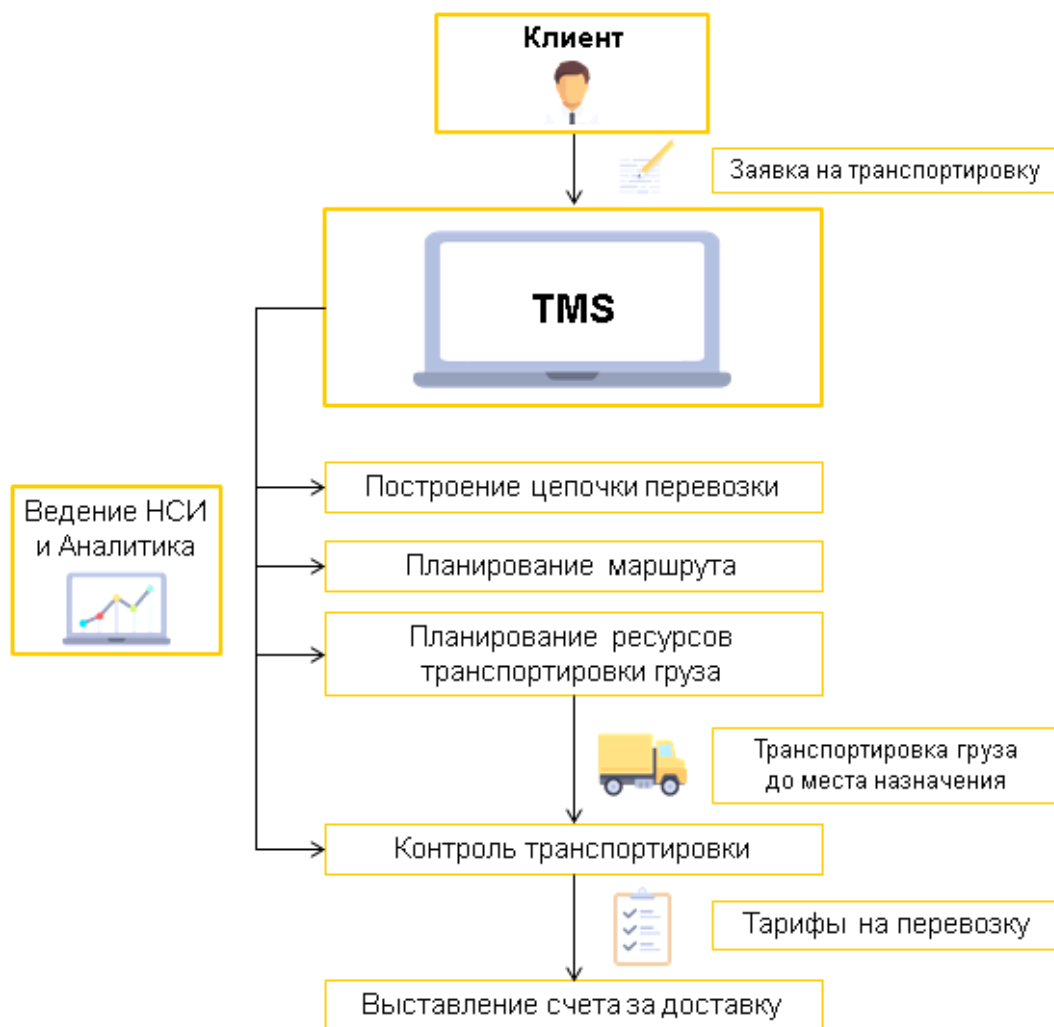 Клиент
Заявка на транспортировку
TMS
Построение цепочки перевозки
Ведение НСИ
и Аналитика
Планирование маршрута
Планирование ресурсов
транспортировки груза
Транспортировка груза
до места назначения
Контроль транспортировки
Тарифы на перевозку
Выставление счета за доставку